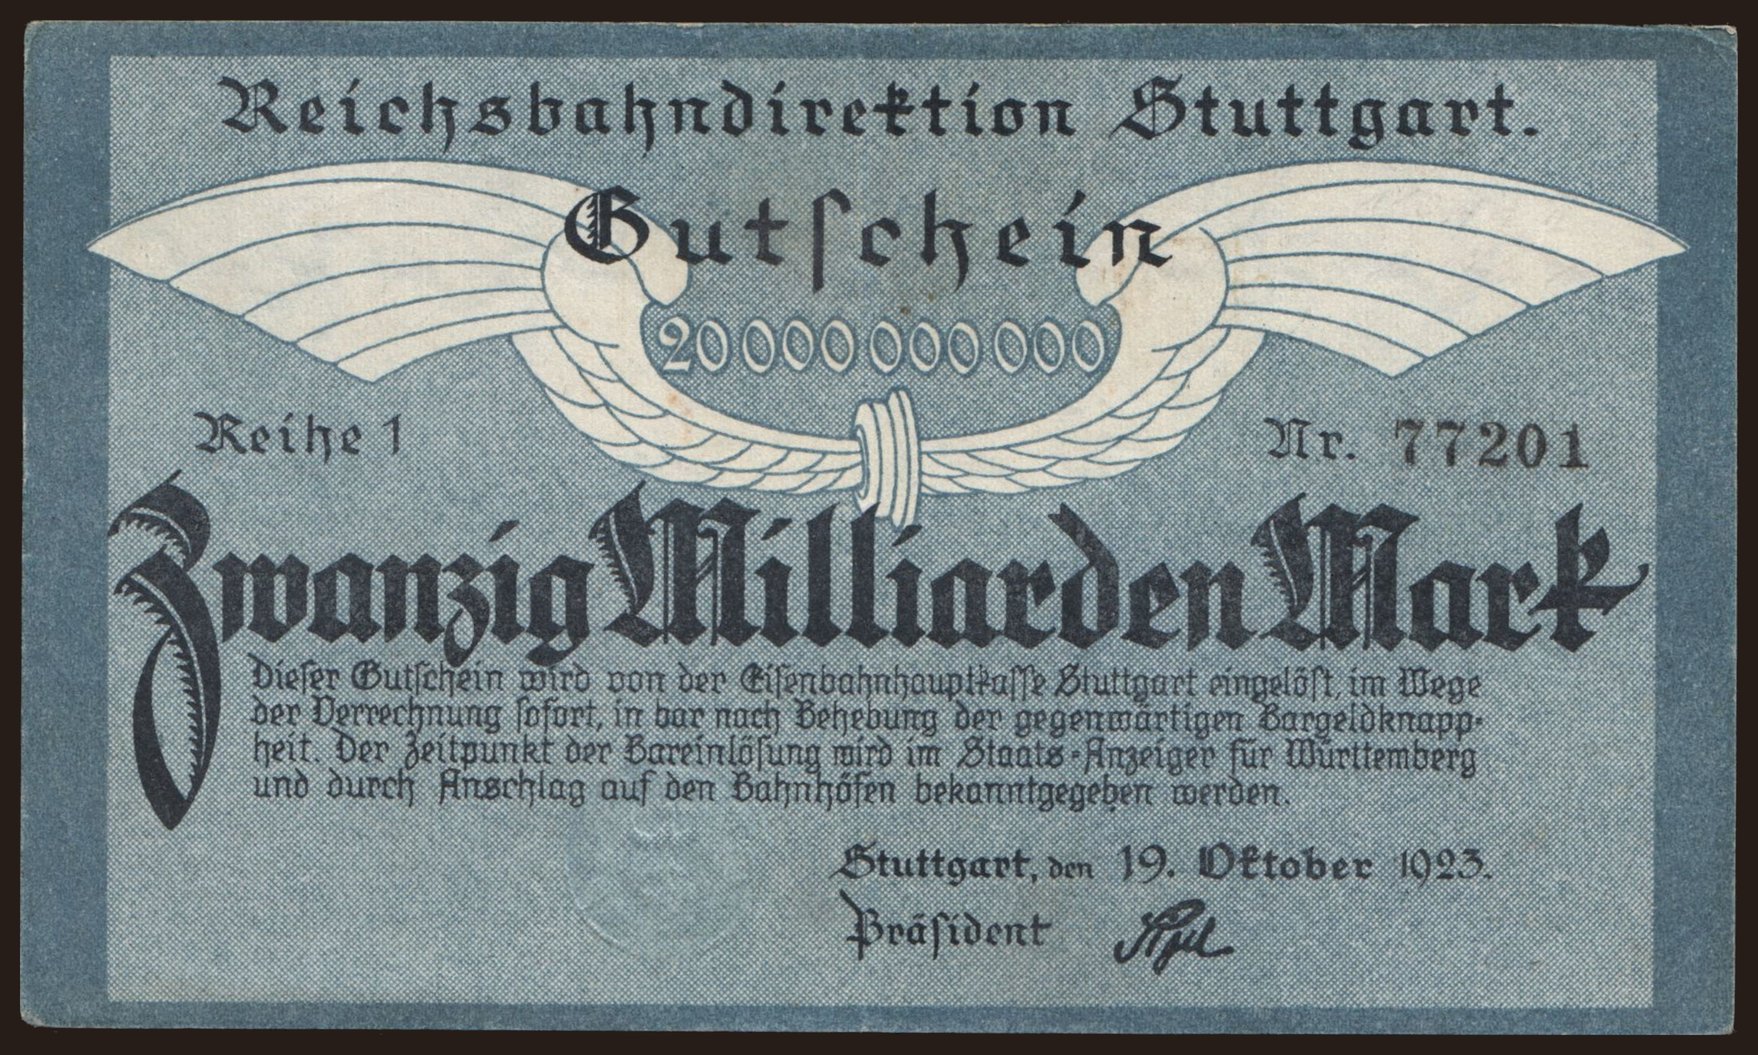 Reichsbahndirektion Stuttgart.
Gutschein
20 000 000 000
Reihe 1
Nr. 77201
Zwanzig Milliarden Mark
Dieser Gutschein wird von der Eisenbahnhauptkasse Stuttgart eingelöst, im Wege
der Verrechnung sofort, in bar nach Behebung der gegenwärtigen Bargeldknapp-
heit. Der Zeitpunkt der Bareinlösung wird im Staats-Anzeiger für Württemberg
und durch Anschlag auf den Bahnhöfen bekanntgegeben werden.
Stuttgart, den 19. Oktober 1923.
Präsident